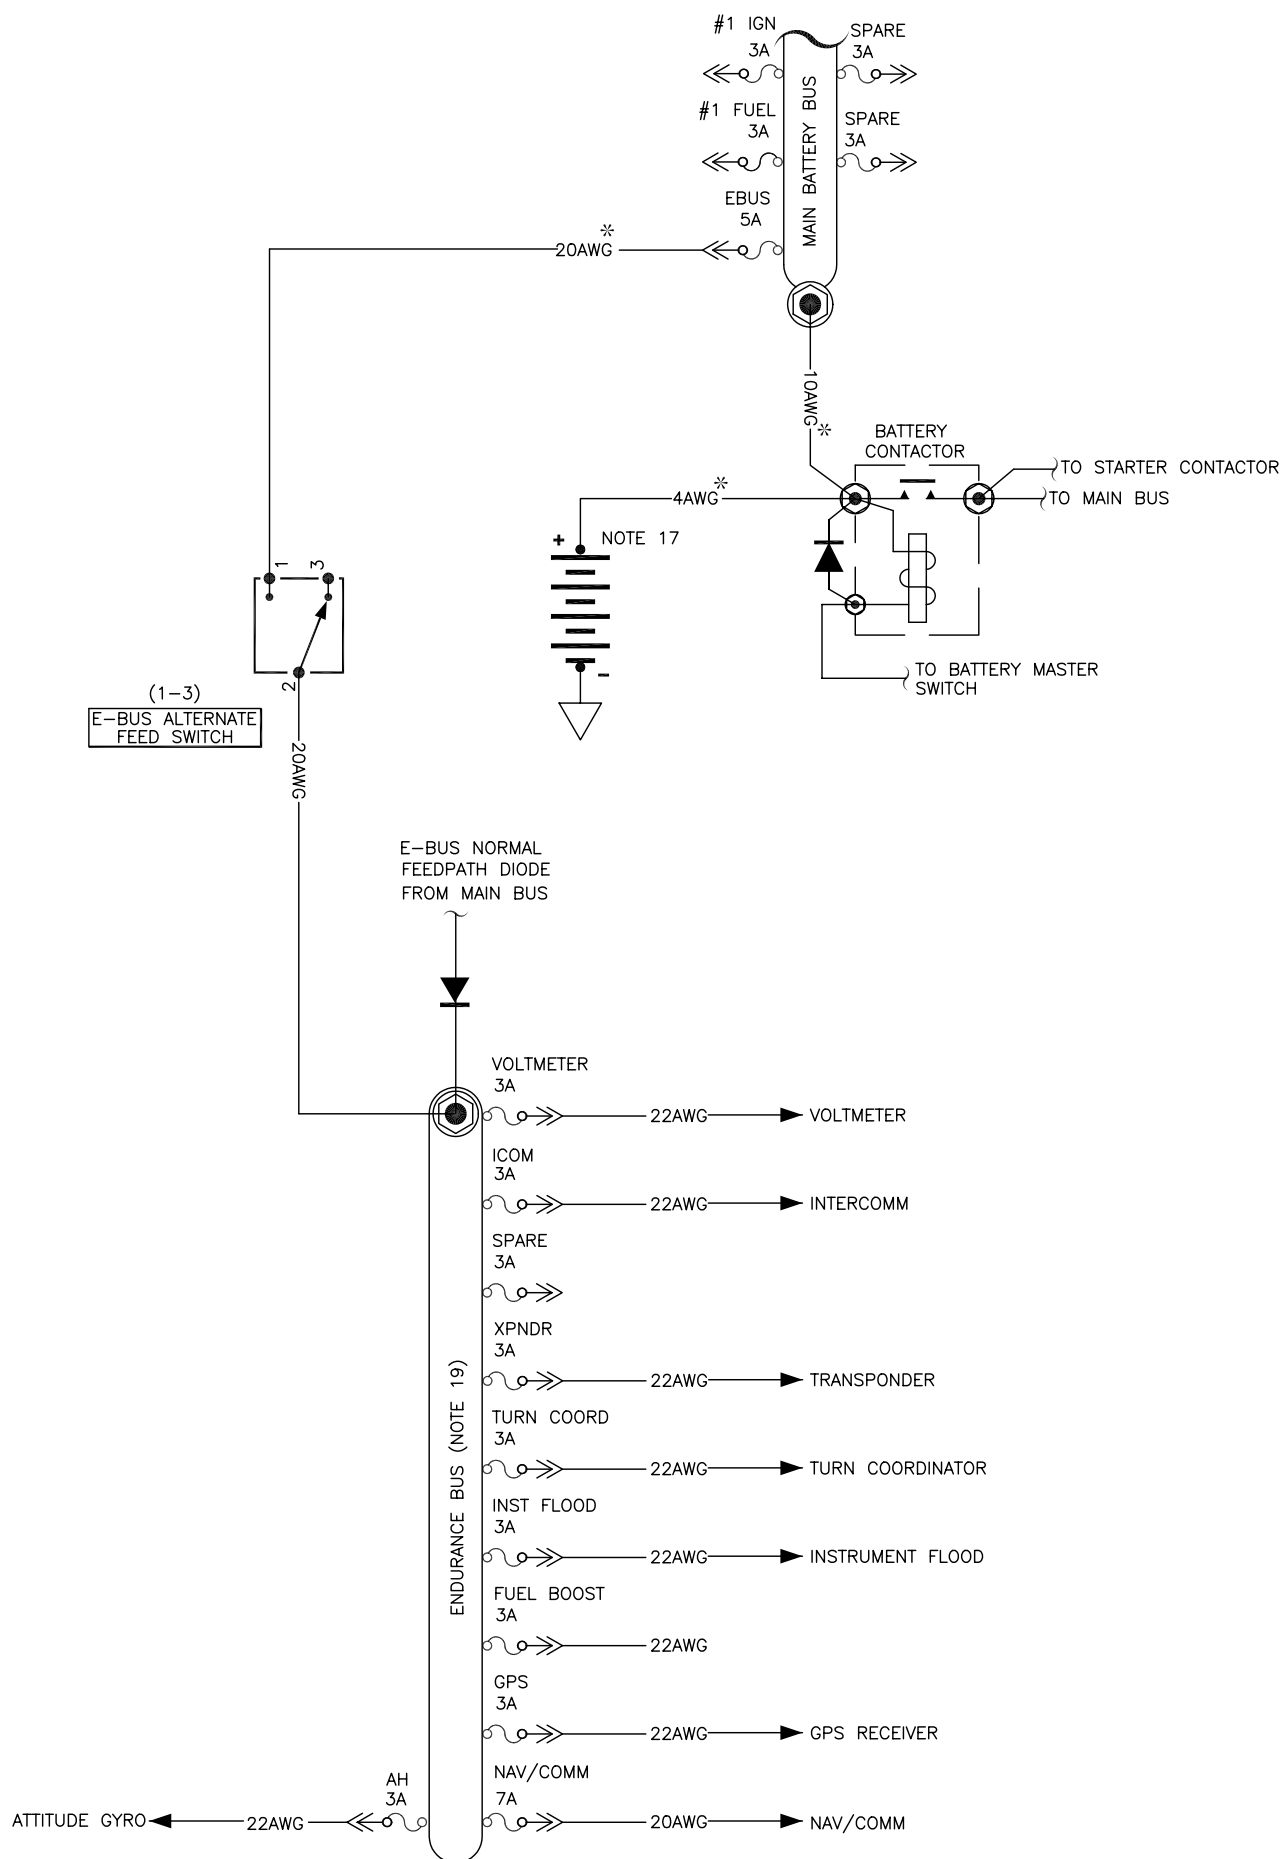 #1 IGN
3A
SPARE
3A
#1 FUEL
3A
SPARE
3A
MAIN BATTERY BUS
EBUS
5A
20AWG*
10AWG*
BATTERY
CONTACTOR
TO STARTER CONTACTOR
TO MAIN BUS
4AWG*
+
NOTE 17
-
TO BATTERY MASTER
SWITCH
1
3
2
(1-3)
E-BUS ALTERNATE
FEED SWITCH
20AWG
E-BUS NORMAL
FEEDPATH DIODE
FROM MAIN BUS
ENDURANCE BUS (NOTE 19)
VOLTMETER
3A
22AWG
VOLTMETER
ICOM
3A
22AWG
INTERCOMM
SPARE
3A
XPNDR
3A
22AWG
TRANSPONDER
TURN COORD
3A
22AWG
TURN COORDINATOR
INST FLOOD
3A
22AWG
INSTRUMENT FLOOD
FUEL BOOST
3A
22AWG
GPS
3A
22AWG
GPS RECEIVER
NAV/COMM
7A
20AWG
NAV/COMM
AH
3A
22AWG
ATTITUDE GYRO